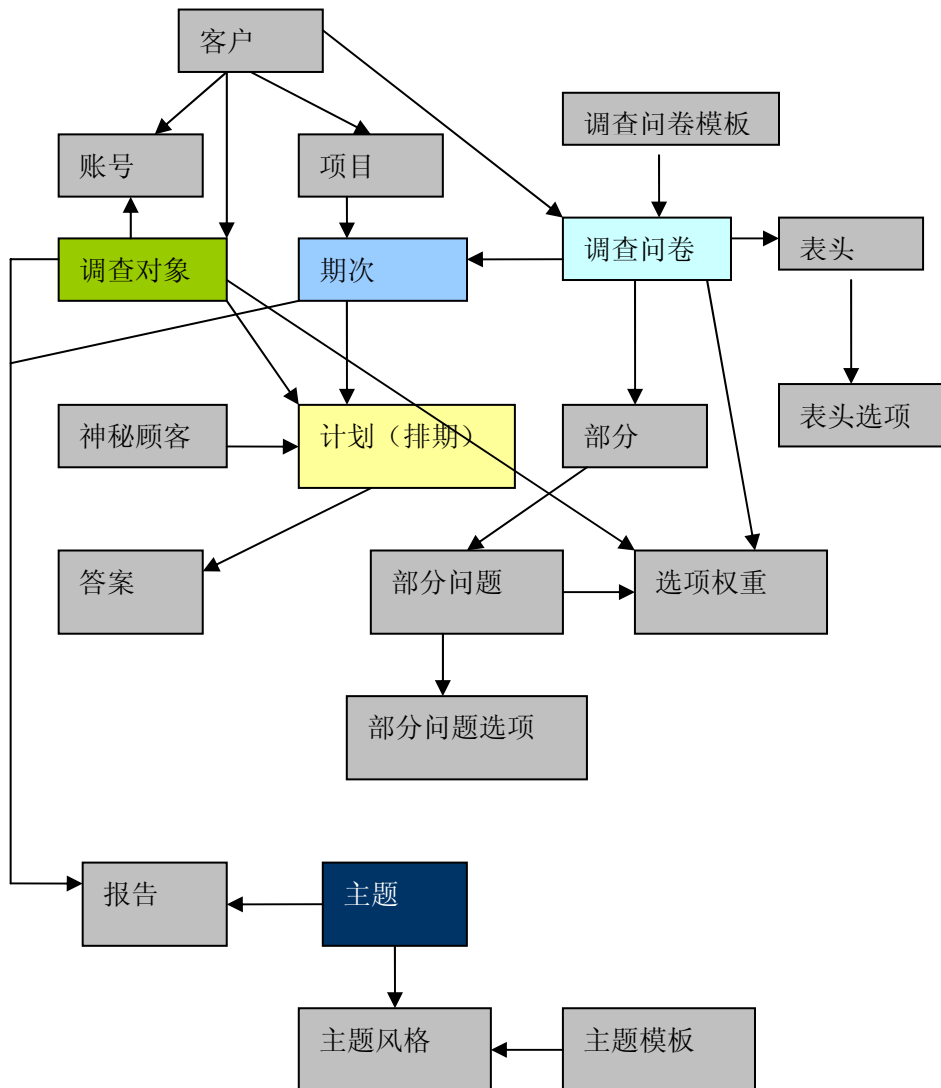 客户
调查问卷模板
账号
项目
调查对象
期次
调查问卷
表头
神秘顾客
计划（排期）
部分
表头选项
答案
部分问题
选项权重
部分问题选项
报告
主题
主题风格
主题模板